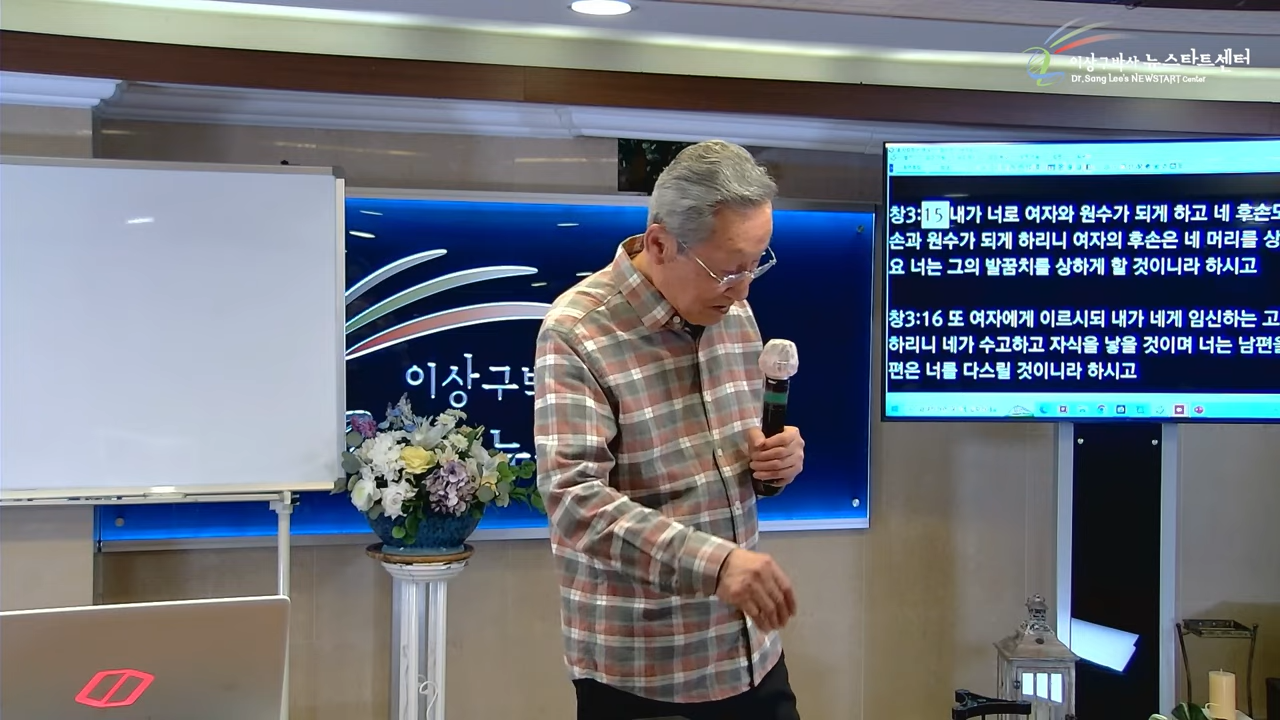 이상구박사 뉴스타트센터
Dr. Sang Lee's NEWSTART Center
창3:15 내가 너로 여자와 원수가 되게 하고 네 후손도
손과 원수가 되게 하리니 여자의 후손은 네 머리를 상
요 너는 그의 발꿈치를 상하게 할 것이니라 하시고
창3:16 또 여자에게 이르시되 내가 네게 임신하는 고
하리니 네가 수고하고 자식을 낳을 것이며 너는 남편을
편은 너를 다스릴 것이니라 하시고
이상구
뉴